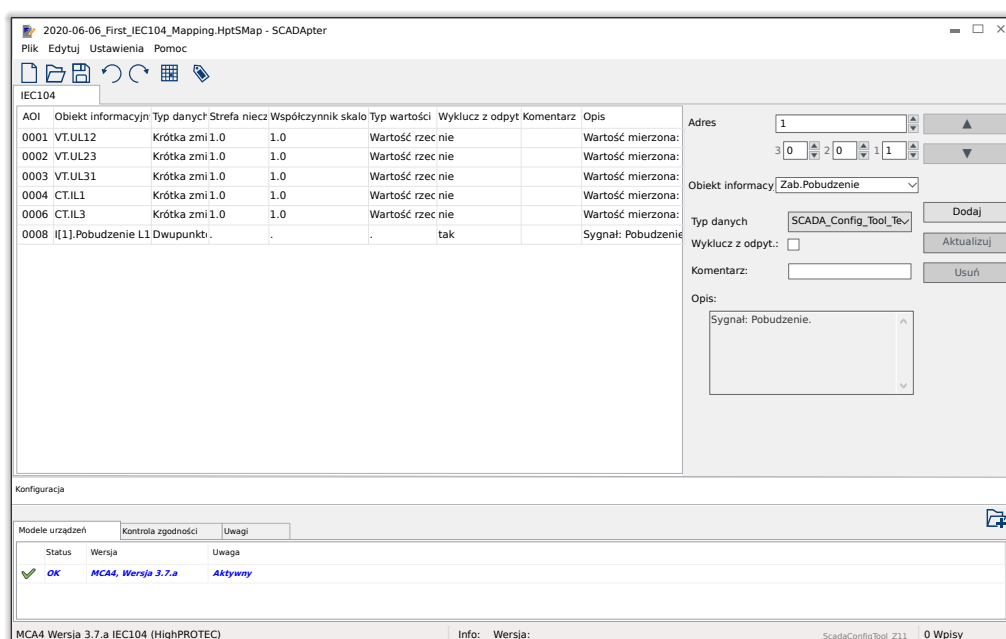 2020-06-06_First_IEC104_Mapping.HptSMap - SCADApter
Plik Edytuj Ustawienia Pomoc
IEC104
AOI Obiekt informacyjn Typ danych Strefa niecz Współczynnik skalo Typ wartości Wyklucz z odpyt Komentarz Opis
0001 VT.UL12 Krótka zmi 1.0 1.0 Wartość rzec nie Wartość mierzona:
0002 VT.UL23 Krótka zmi 1.0 1.0 Wartość rzec nie Wartość mierzona:
0003 VT.UL31 Krótka zmi 1.0 1.0 Wartość rzec nie Wartość mierzona:
0004 CT.IL1 Krótka zmi 1.0 1.0 Wartość rzec nie Wartość mierzona:
0006 CT.IL3 Krótka zmi 1.0 1.0 Wartość rzec nie Wartość mierzona:
0008 I[1].Pobudzenie L1 Dwupunkt . . . tak Sygnał: Pobudzenie
Adres 1
3 0 2 0 1 1
Obiekt informacy Zab.Pobudzenie
Dodaj
Typ danych SCADA_Config_Tool_Te
Wyklucz z odpyt.:
Aktualizuj
Komentarz:
Usuń
Opis:
Sygnał: Pobudzenie.
Konfiguracja
Modele urządzeń Kontrola zgodności Uwagi
Status Wersja Uwaga
OK MCA4, Wersja 3.7.a Aktywny
MCA4 Wersja 3.7.a IEC104 (HighPROTEC) Info: Wersja: ScadaConfigTool_Z11 0 Wpisy